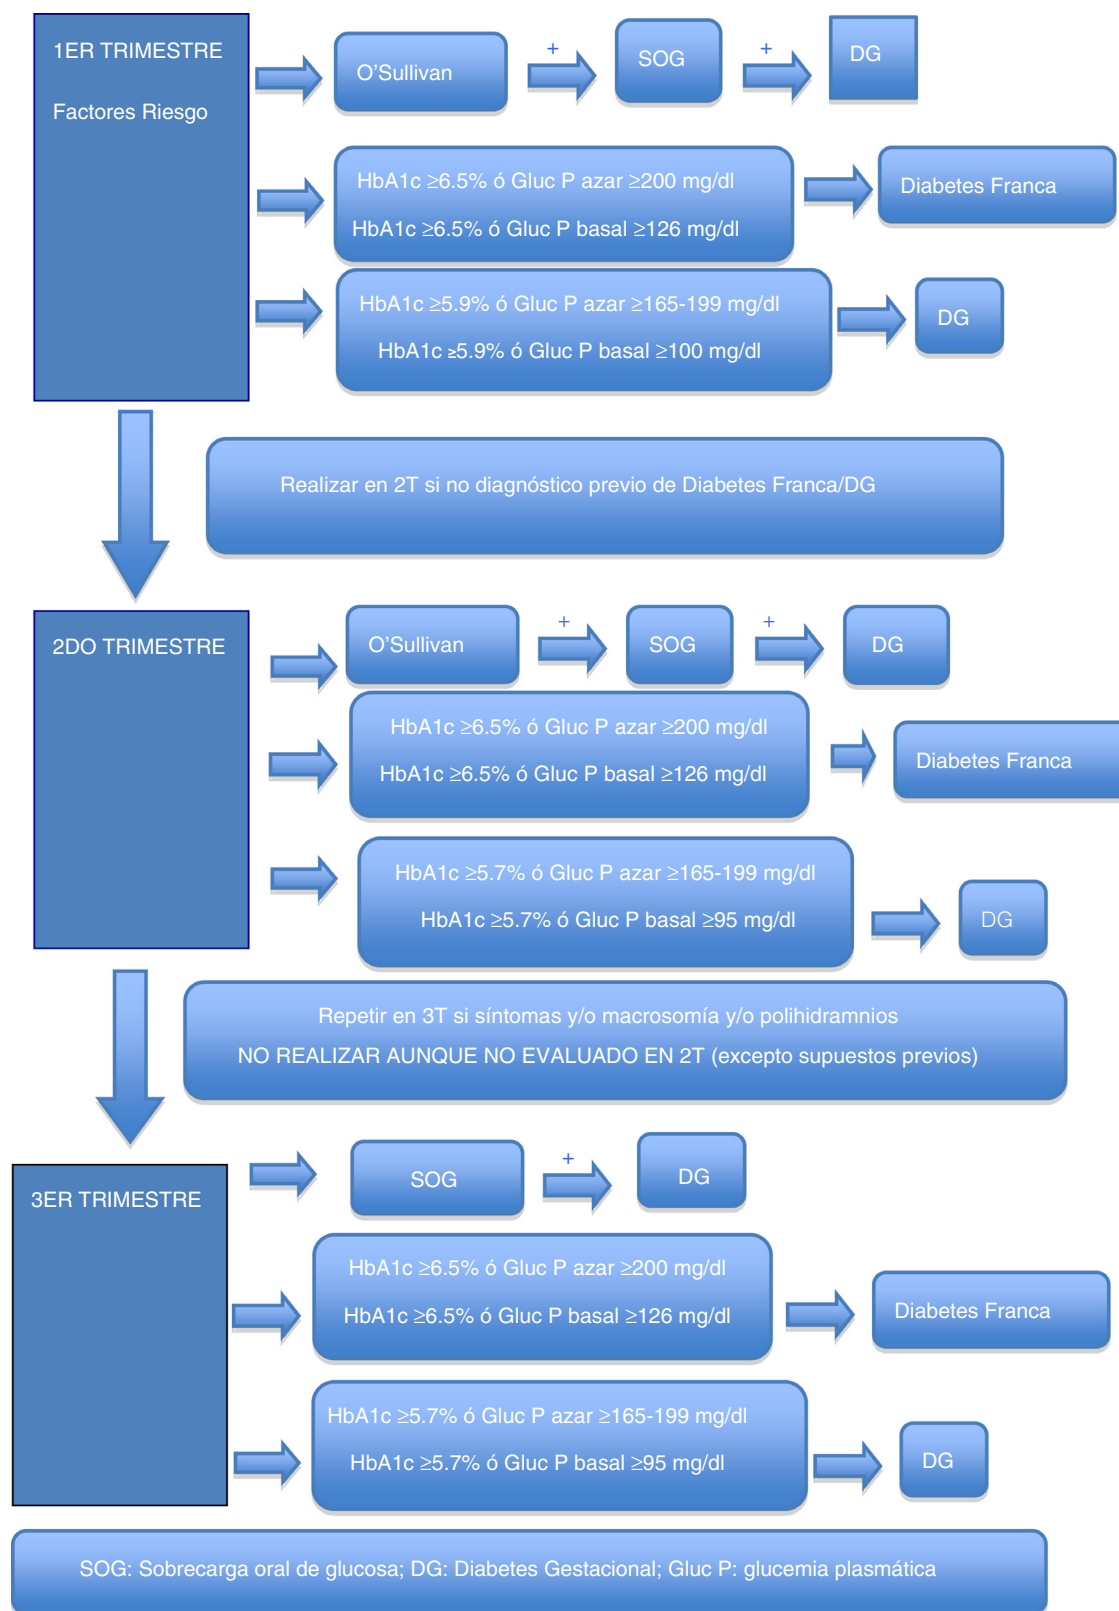 1ER TRIMESTRE
Factores Riesgo
O'Sullivan
+
SOG
+
DG
HbA1c ≥6.5% ó Gluc P azar ≥200 mg/dl
HbA1c ≥6.5% ó Gluc P basal ≥126 mg/dl
Diabetes Franca
HbA1c ≥5.9% ó Gluc P azar ≥165-199 mg/dl
HbA1c ≥5.9% ó Gluc P basal ≥100 mg/dl
DG
Realizar en 2T si no diagnóstico previo de Diabetes Franca/DG
2DO TRIMESTRE
O'Sullivan
+
SOG
+
DG
HbA1c ≥6.5% ó Gluc P azar ≥200 mg/dl
HbA1c ≥6.5% ó Gluc P basal ≥126 mg/dl
Diabetes Franca
HbA1c ≥5.7% ó Gluc P azar ≥165-199 mg/dl
HbA1c ≥5.7% ó Gluc P basal ≥95 mg/dl
DG
Repetir en 3T si síntomas y/o macrosomía y/o polihidramnios
NO REALIZAR AUNQUE NO EVALUADO EN 2T (excepto supuestos previos)
3ER TRIMESTRE
SOG
+
DG
HbA1c ≥6.5% ó Gluc P azar ≥200 mg/dl
HbA1c ≥6.5% ó Gluc P basal ≥126 mg/dl
Diabetes Franca
HbA1c ≥5.7% ó Gluc P azar ≥165-199 mg/dl
HbA1c ≥5.7% ó Gluc P basal ≥95 mg/dl
DG
SOG: Sobrecarga oral de glucosa; DG: Diabetes Gestacional; Gluc P: glucemia plasmática